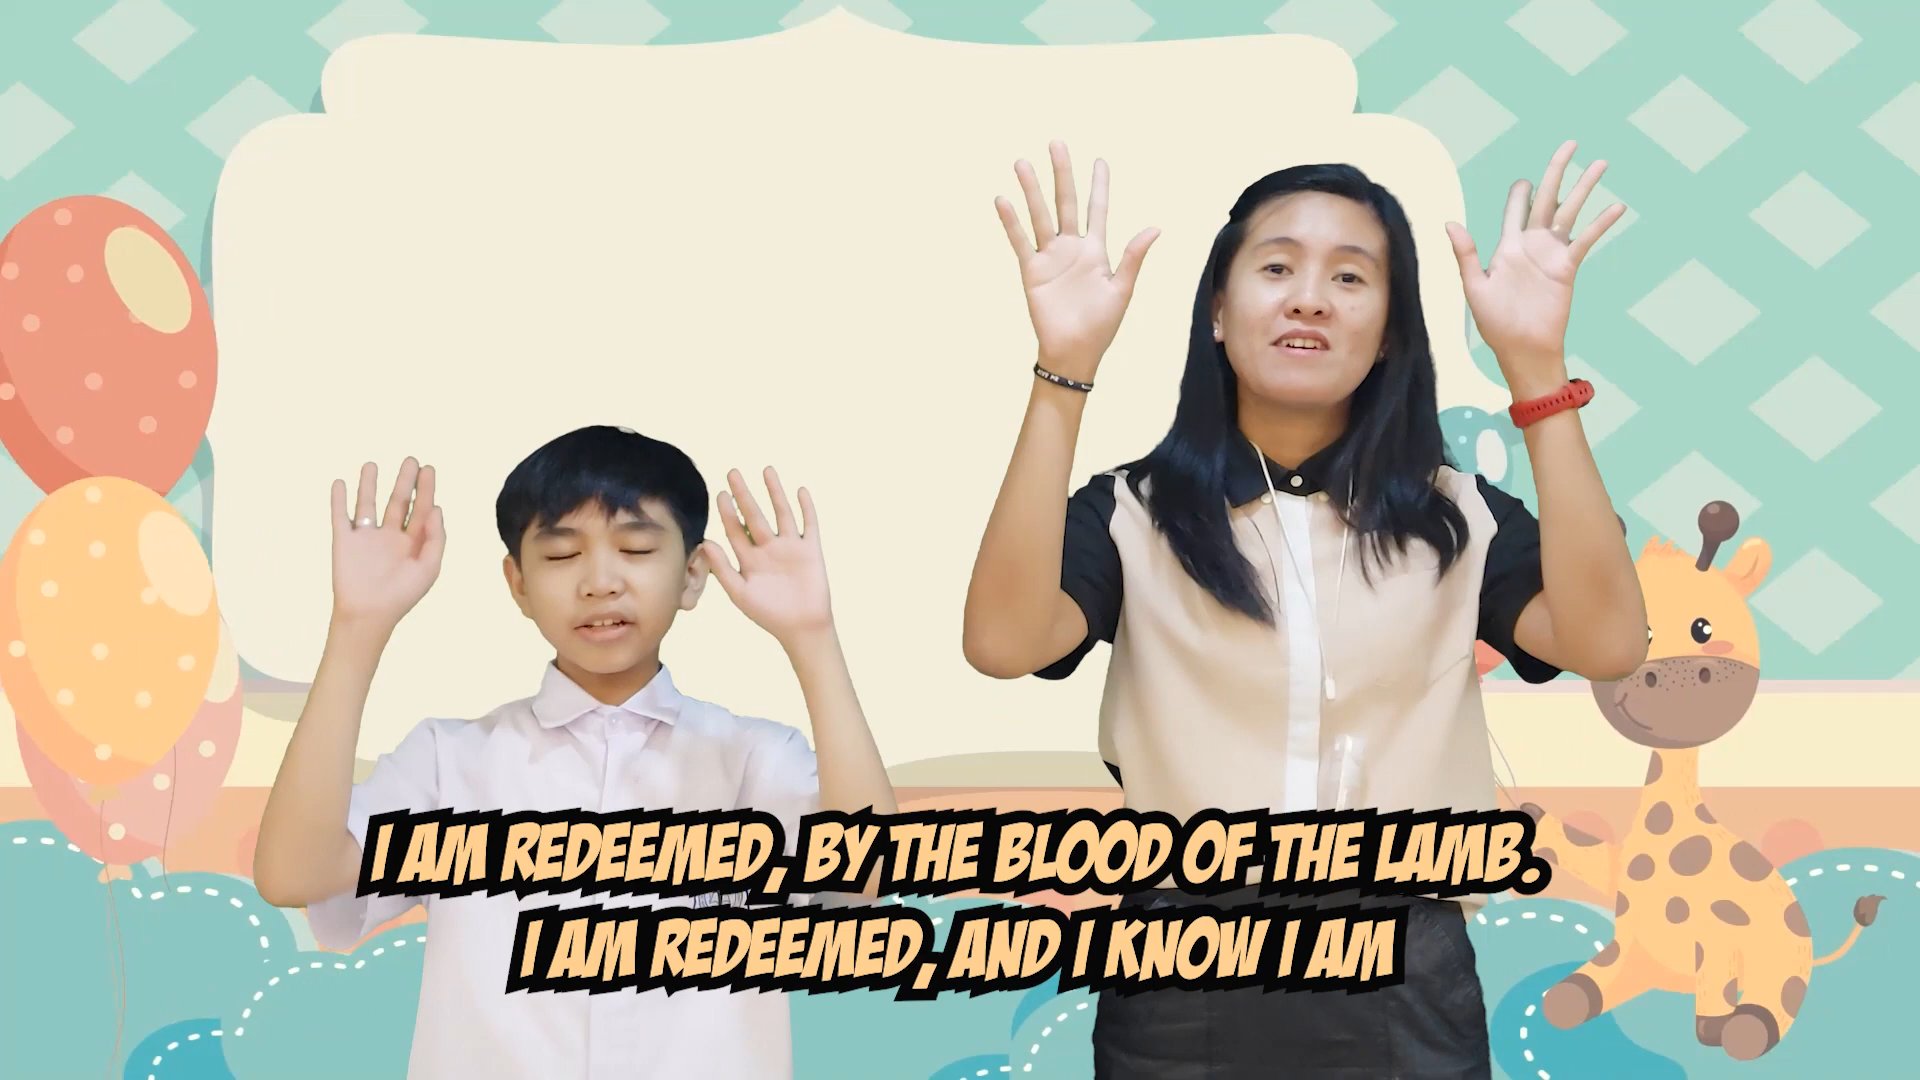 I AM REDEEMED, BY THE BLOOD OF THE LAMB.
I AM REDEEMED, AND I KNOW I AM